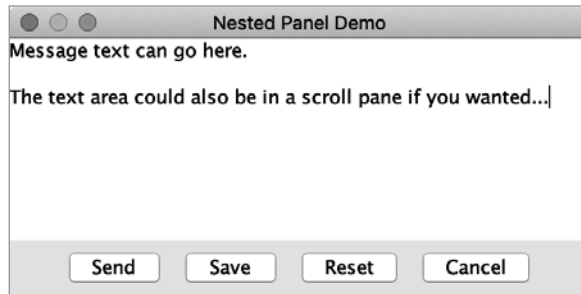 Nested Panel Demo
Message text can go here.
The text area could also be in a scroll pane if you wanted...
Send Save Reset Cancel